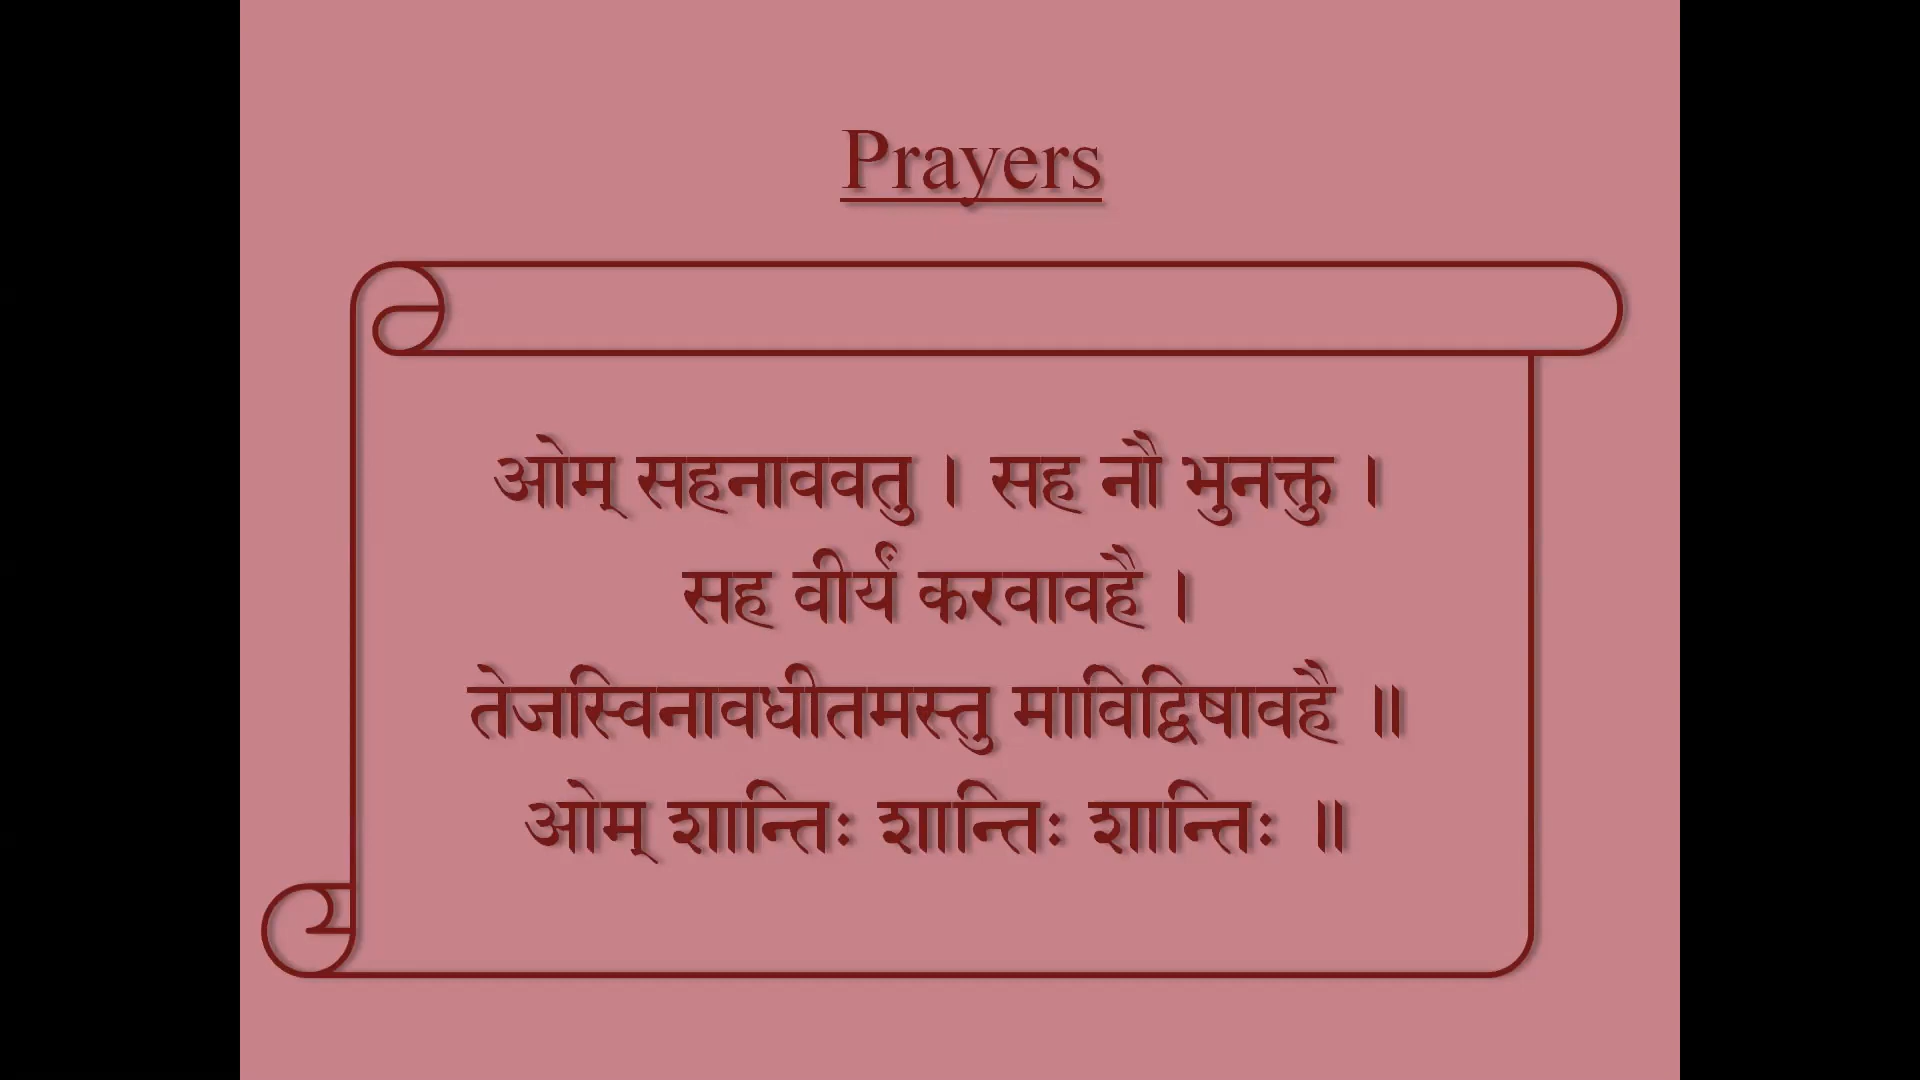 Prayers
ओम् सहनाववतु । सह नौ भुनक्तु ।
सह वीर्यं करवावहै ।
तेजस्विनावधीतमस्तु माविद्विषावहै ॥
ओम् शान्तिः शान्तिः शान्तिः ॥